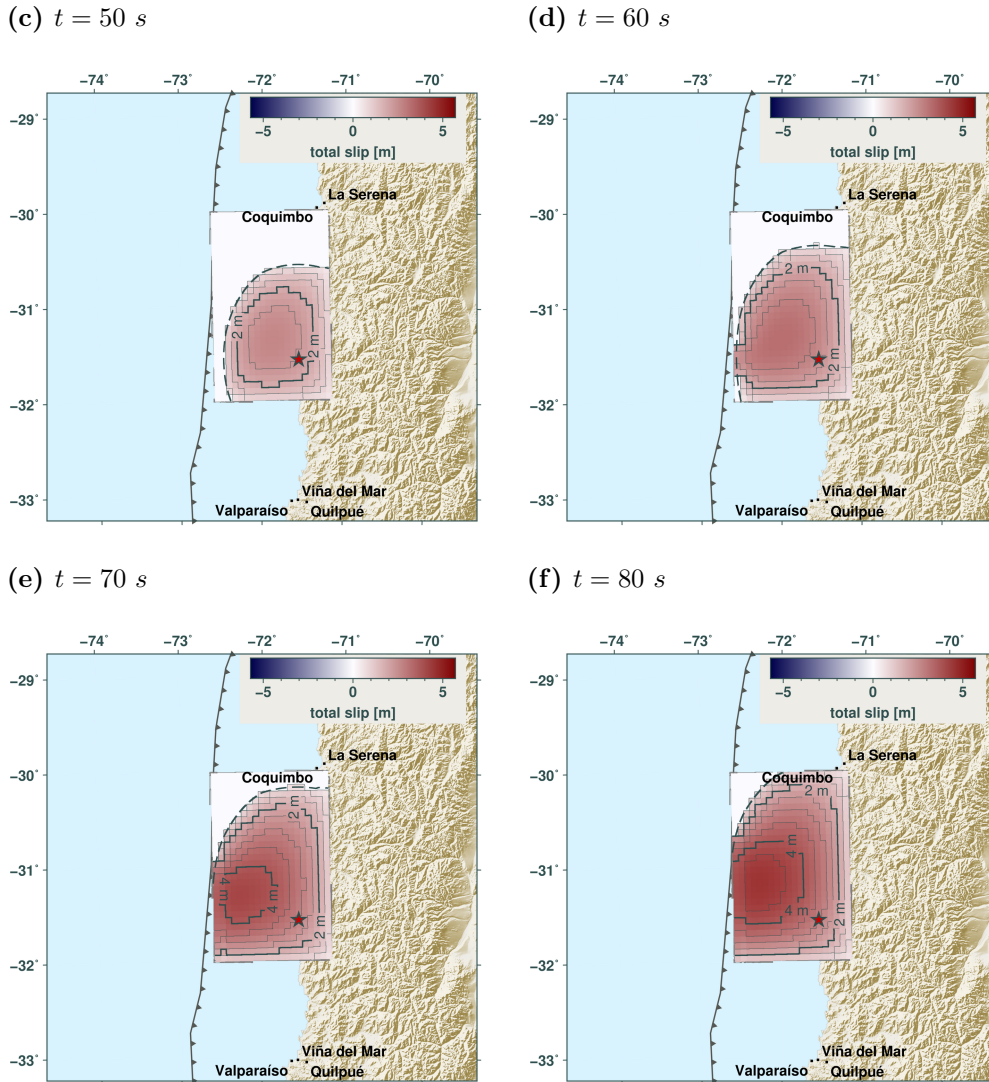 (c) t = 50 s
(d) t = 60 s
−74˚ −73˚ −72˚ −71˚ −70˚
−74˚ −73˚ −72˚ −71˚ −70˚
−5 0 5
−5 0 5
−29˚
−29˚
total slip [m]
total slip [m]
La Serena
La Serena
−30˚
−30˚
Coquimbo
Coquimbo
2 m
−31˚
−31˚
2 m
2 m
2 m
−32˚
−32˚
−33˚
−33˚
Viña del Mar
Viña del Mar
Valparaíso Quilpué
Valparaíso Quilpué
(e) t = 70 s
(f) t = 80 s
−74˚ −73˚ −72˚ −71˚ −70˚
−74˚ −73˚ −72˚ −71˚ −70˚
−5 0 5
−5 0 5
−29˚
−29˚
total slip [m]
total slip [m]
La Serena
La Serena
−30˚
−30˚
Coquimbo
Coquimbo
2 m
2 m
−31˚
−31˚
4 m
4 m
4 m
4 m
2 m
2 m
−32˚
−32˚
−33˚
−33˚
Viña del Mar
Viña del Mar
Valparaíso Quilpué
Valparaíso Quilpué